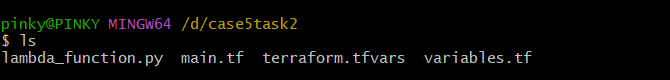 pinky@PINKY MINGW64 /d/case5task2
$ ls
lambda_function.py  main.tf  terraform.tfvars  variables.tf